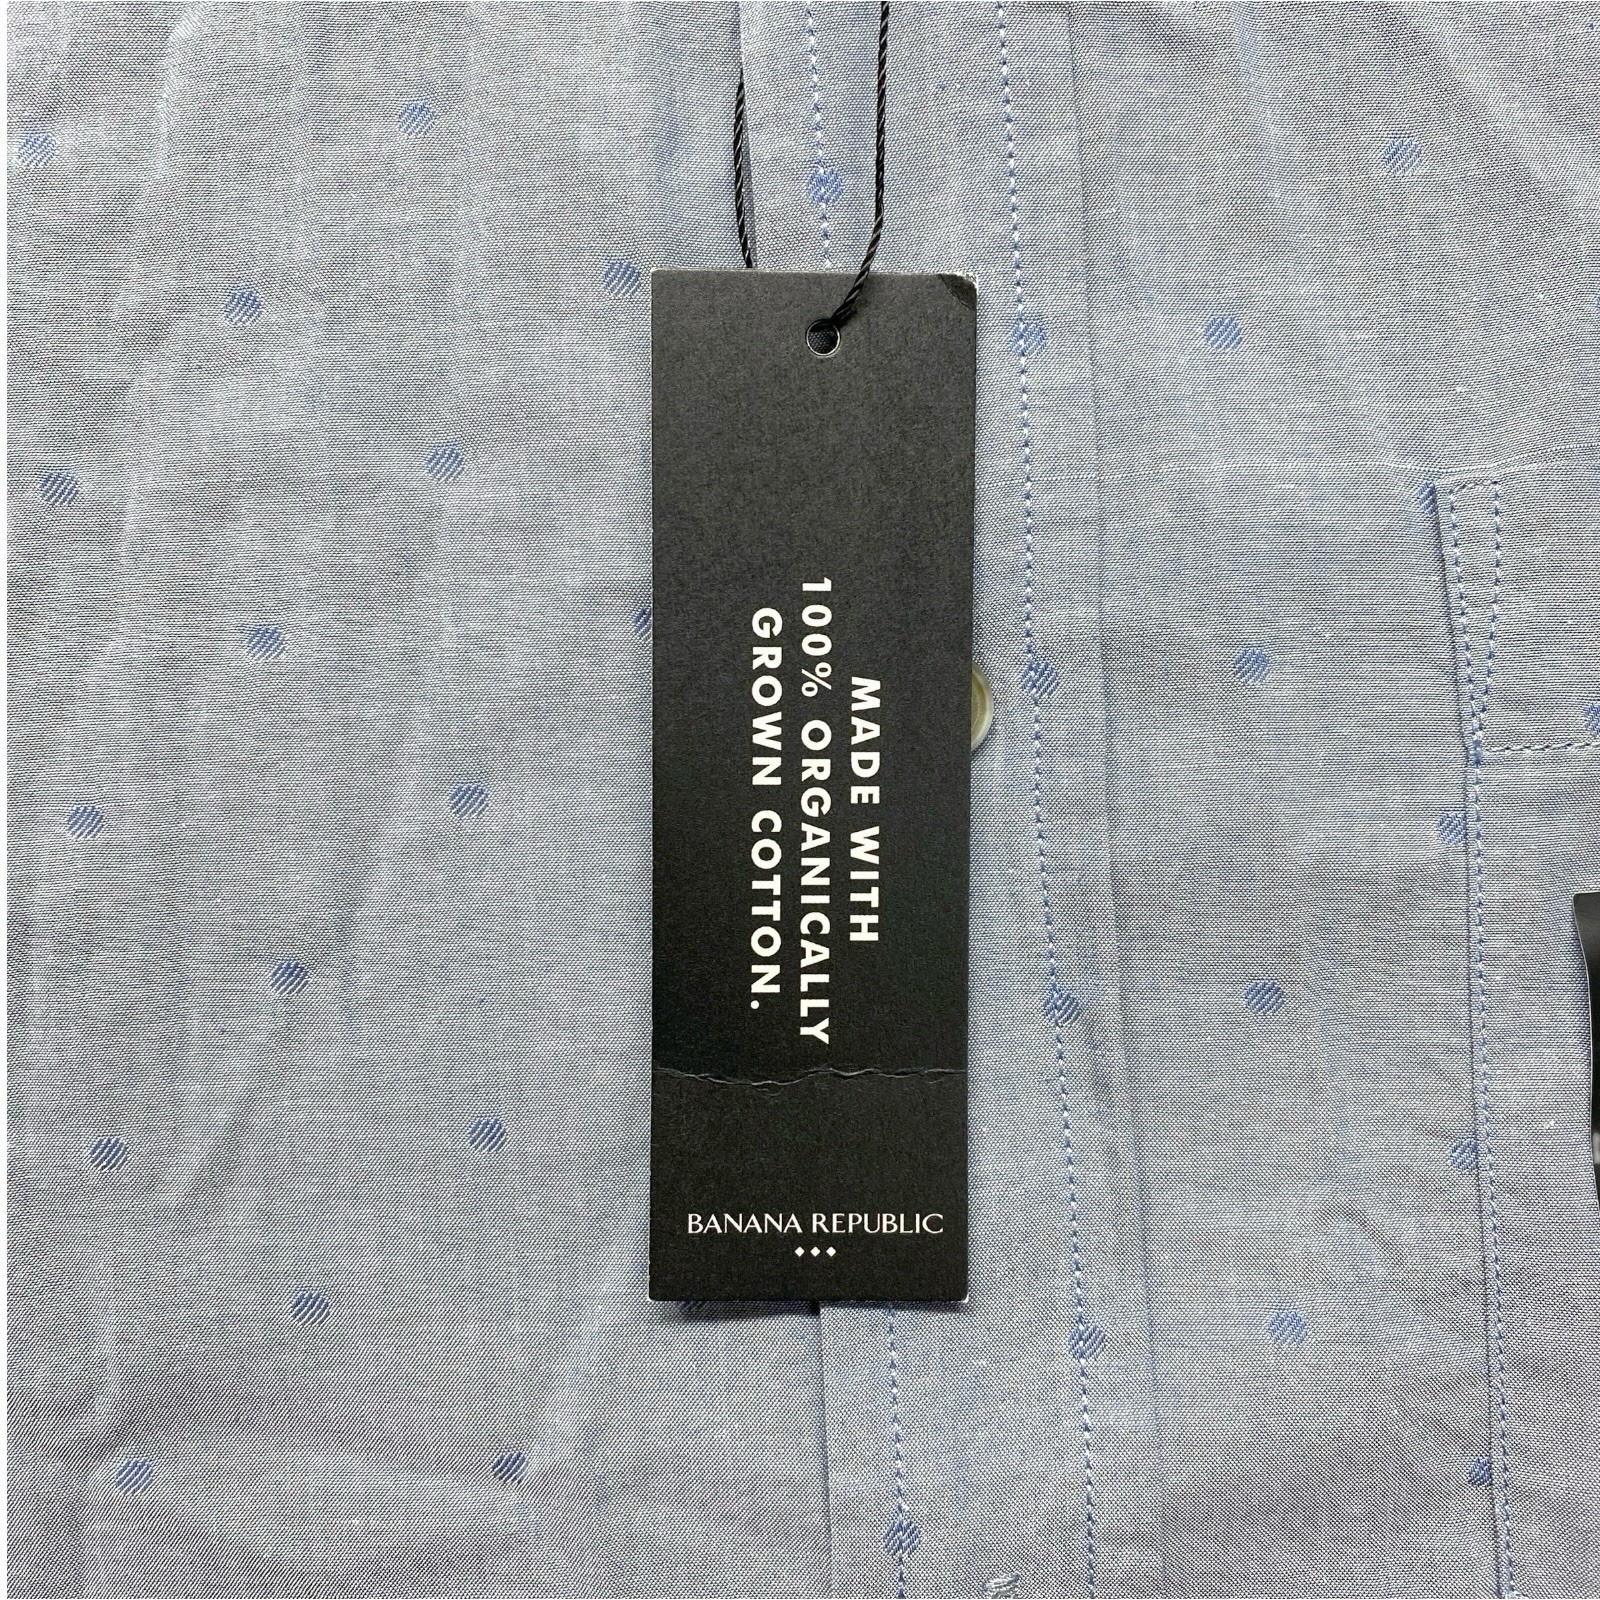 MADE WITH
100% ORGANICALLY
GROWN COTTON.
BANANA REPUBLIC